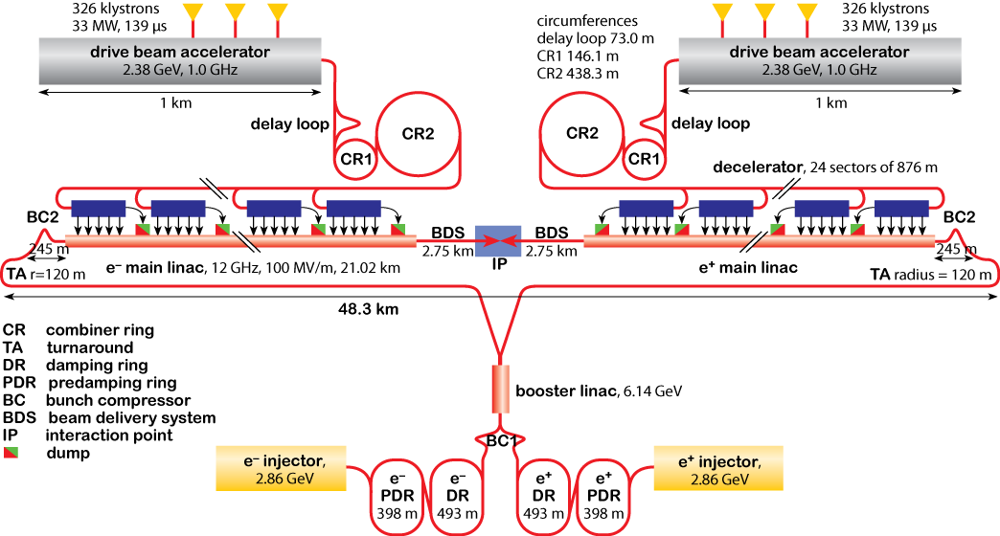 326 klystrons
33 MW, 139 μs
drive beam accelerator
2.38 GeV, 1.0 GHz
1 km
delay loop
CR1
CR2
circumferences
delay loop 73.0 m
CR1 146.1 m
CR2 438.3 m
326 klystrons
33 MW, 139 μs
drive beam accelerator
2.38 GeV, 1.0 GHz
1 km
CR2
CR1
delay loop
decelerator, 24 sectors of 876 m
BC2
245 m
TA r=120 m
e– main linac, 12 GHz, 100 MV/m, 21.02 km
BDS
2.75 km
IP
BDS
2.75 km
e+ main linac
BC2
245 m
TA radius = 120 m
48.3 km
CR combiner ring
TA turnaround
DR damping ring
PDR predamping ring
BC bunch compressor
BDS beam delivery system
IP interaction point
dump
booster linac, 6.14 GeV
BC1
e– injector,
2.86 GeV
e–
PDR
398 m
e–
DR
493 m
e+
DR
493 m
e+
PDR
398 m
e+ injector,
2.86 GeV